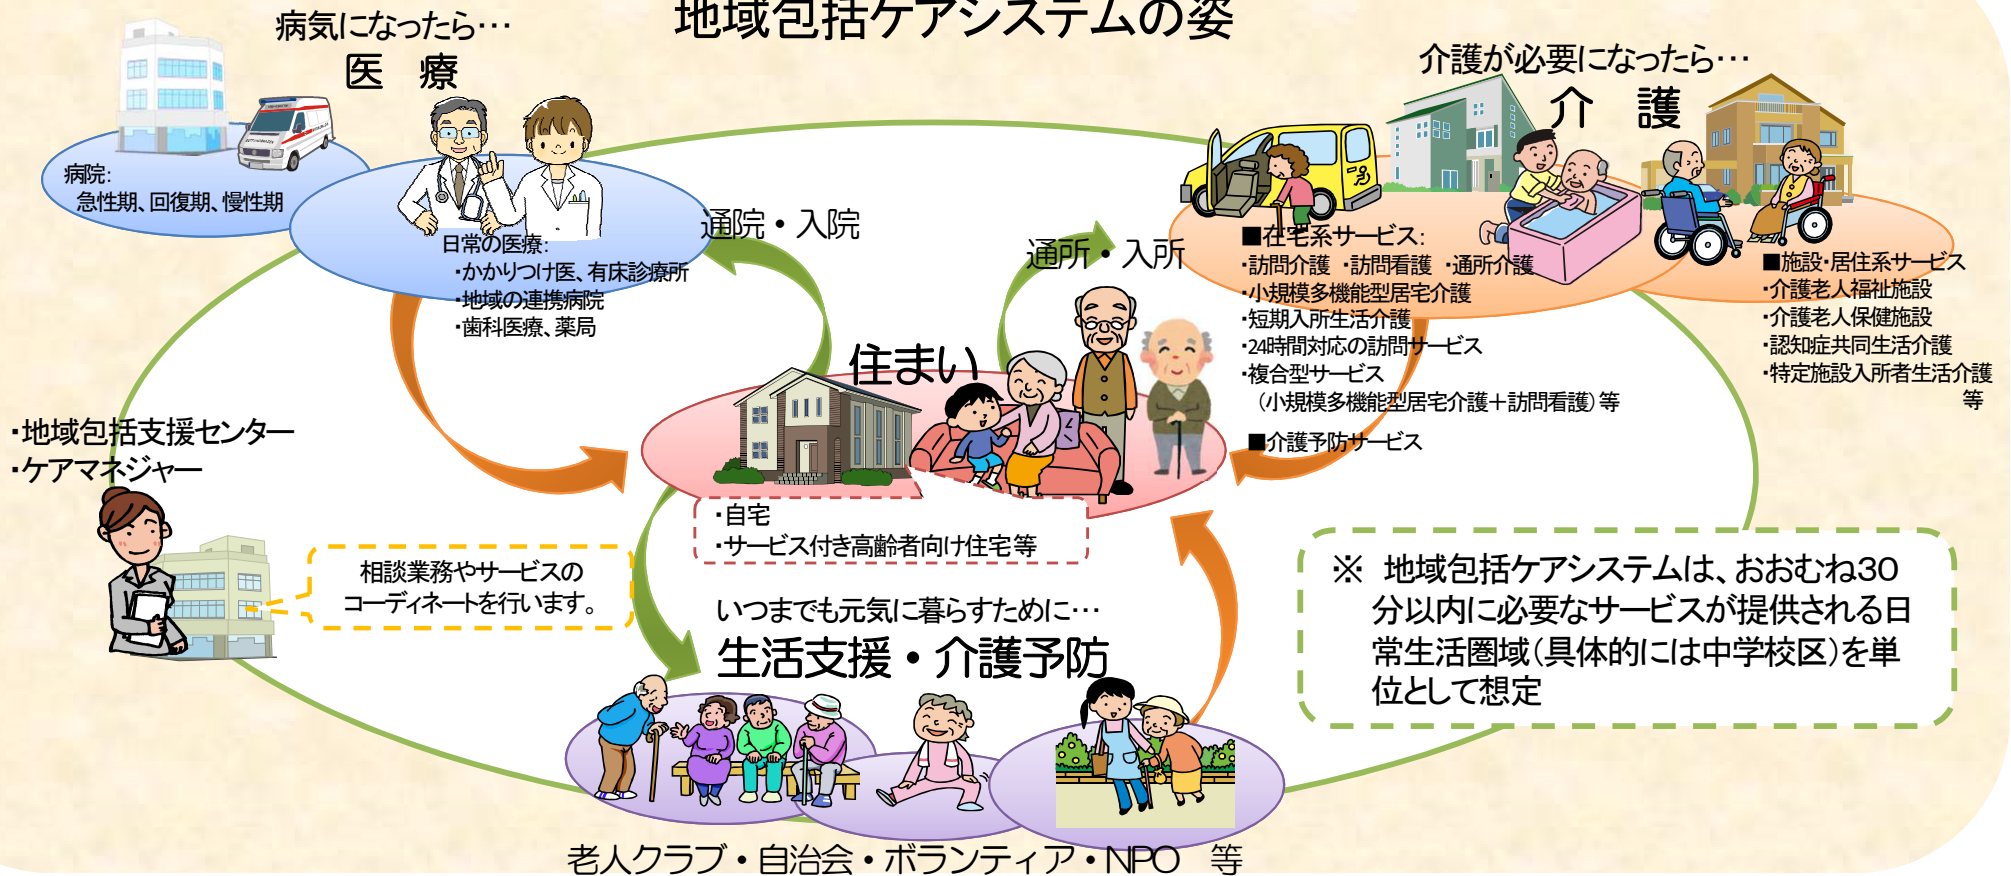 地域包括ケアシステムの姿
病気になったら…
医　療
病院:
急性期、回復期、慢性期
日常の医療:
・かかりつけ医、有床診療所
・地域の連携病院
・歯科医療、薬局
通院・入院
通所・入所
介護が必要になったら…
介　護
■在宅系サービス:
・訪問介護 ・訪問看護 ・通所介護
・小規模多機能型居宅介護
・短期入所生活介護
・24時間対応の訪問サービス
・複合型サービス
（小規模多機能型居宅介護＋訪問看護）等
■介護予防サービス
■施設・居住系サービス
・介護老人福祉施設
・介護老人保健施設
・認知症共同生活介護
・特定施設入所者生活介護
等
住まい
・自宅
・サービス付き高齢者向け住宅等
・地域包括支援センター
・ケアマネジャー
相談業務やサービスの
コーディネートを行います。
いつまでも元気に暮らすために…
生活支援・介護予防
老人クラブ・自治会・ボランティア・NPO　等
※　地域包括ケアシステムは、おおむね30
分以内に必要なサービスが提供される日
常生活圏域（具体的には中学校区）を単
位として想定